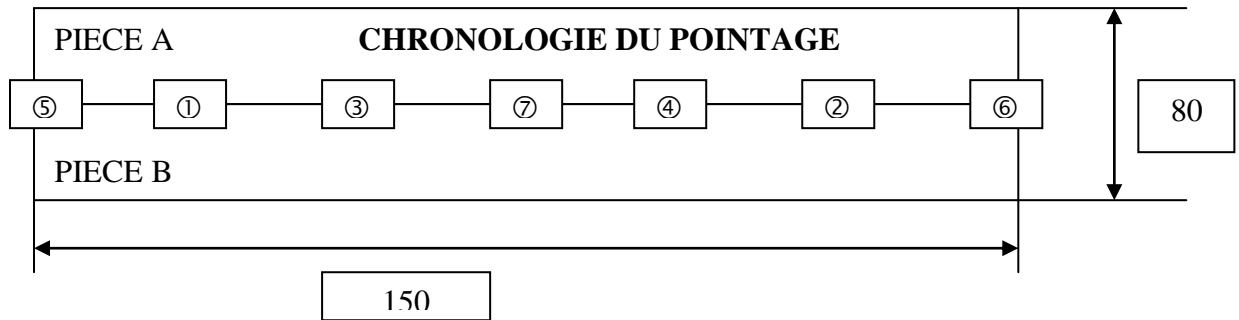 PIECE A CHRONOLOGIE DU POINTAGE
⑤ ① ③ ⑦ ④ ② ⑥ 80
PIECE B
150